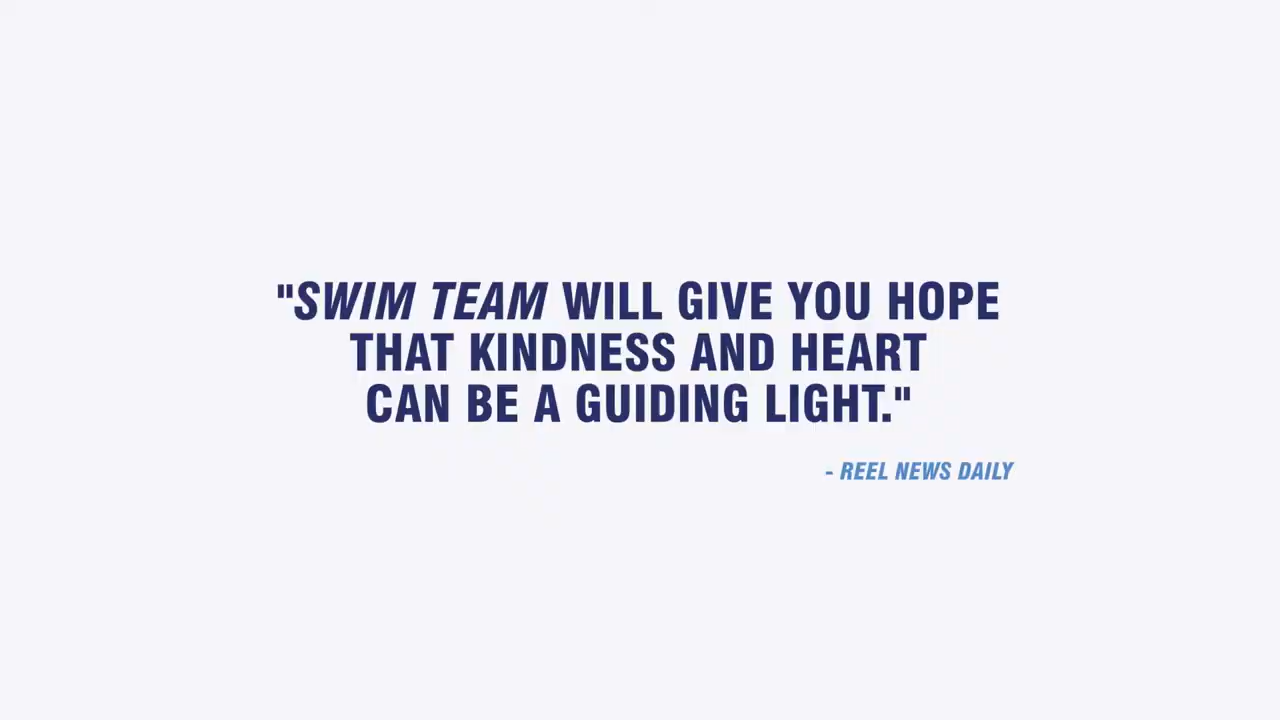 "SWIM TEAM WILL GIVE YOU HOPE
THAT KINDNESS AND HEART
CAN BE A GUIDING LIGHT."
- REEL NEWS DAILY